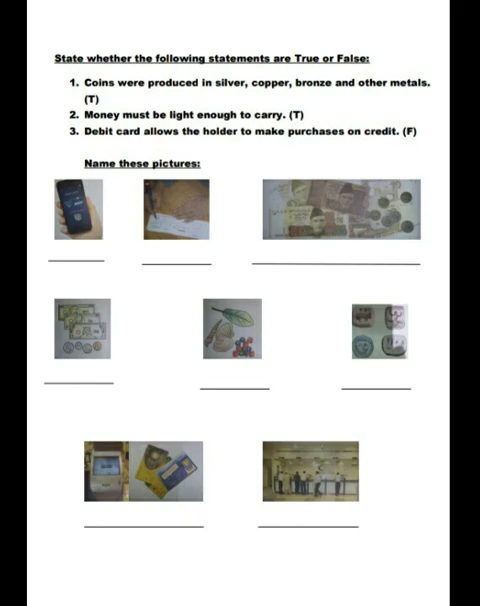 State whether the following statements are True or False:
1. Coins were produced in silver, copper, bronze and other metals.
(T)
2. Money must be light enough to carry. (T)
3. Debit card allows the holder to make purchases on credit. (F)
Name these pictures: